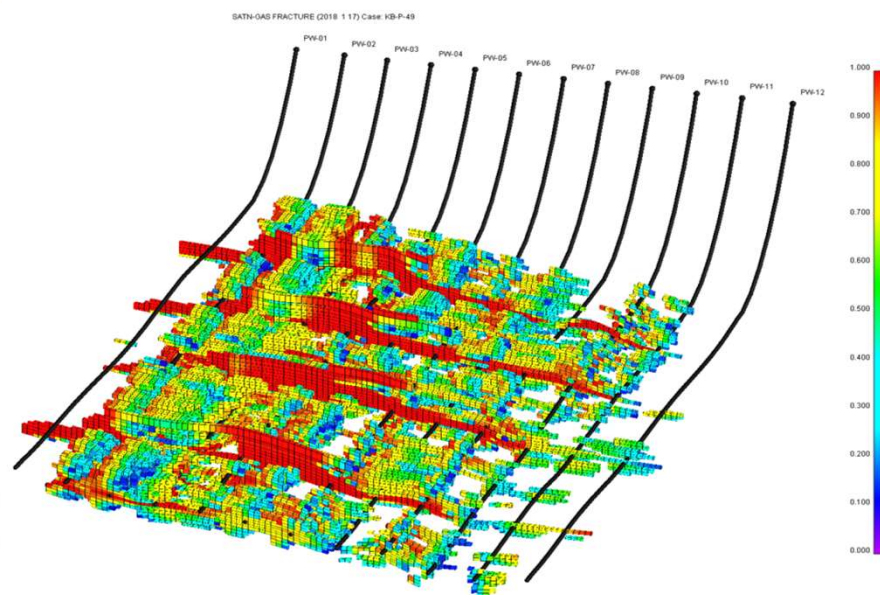 SATN-GAS FRACTURE (2018 1 17) Case: KB-P-49
PW-01
PW-02
PW-03
PW-04
PW-05
PW-06
PW-07
PW-08
PW-09
PW-10
PW-11
PW-12
1.000
0.900
0.800
0.700
0.600
0.500
0.400
0.300
0.200
0.100
0.000